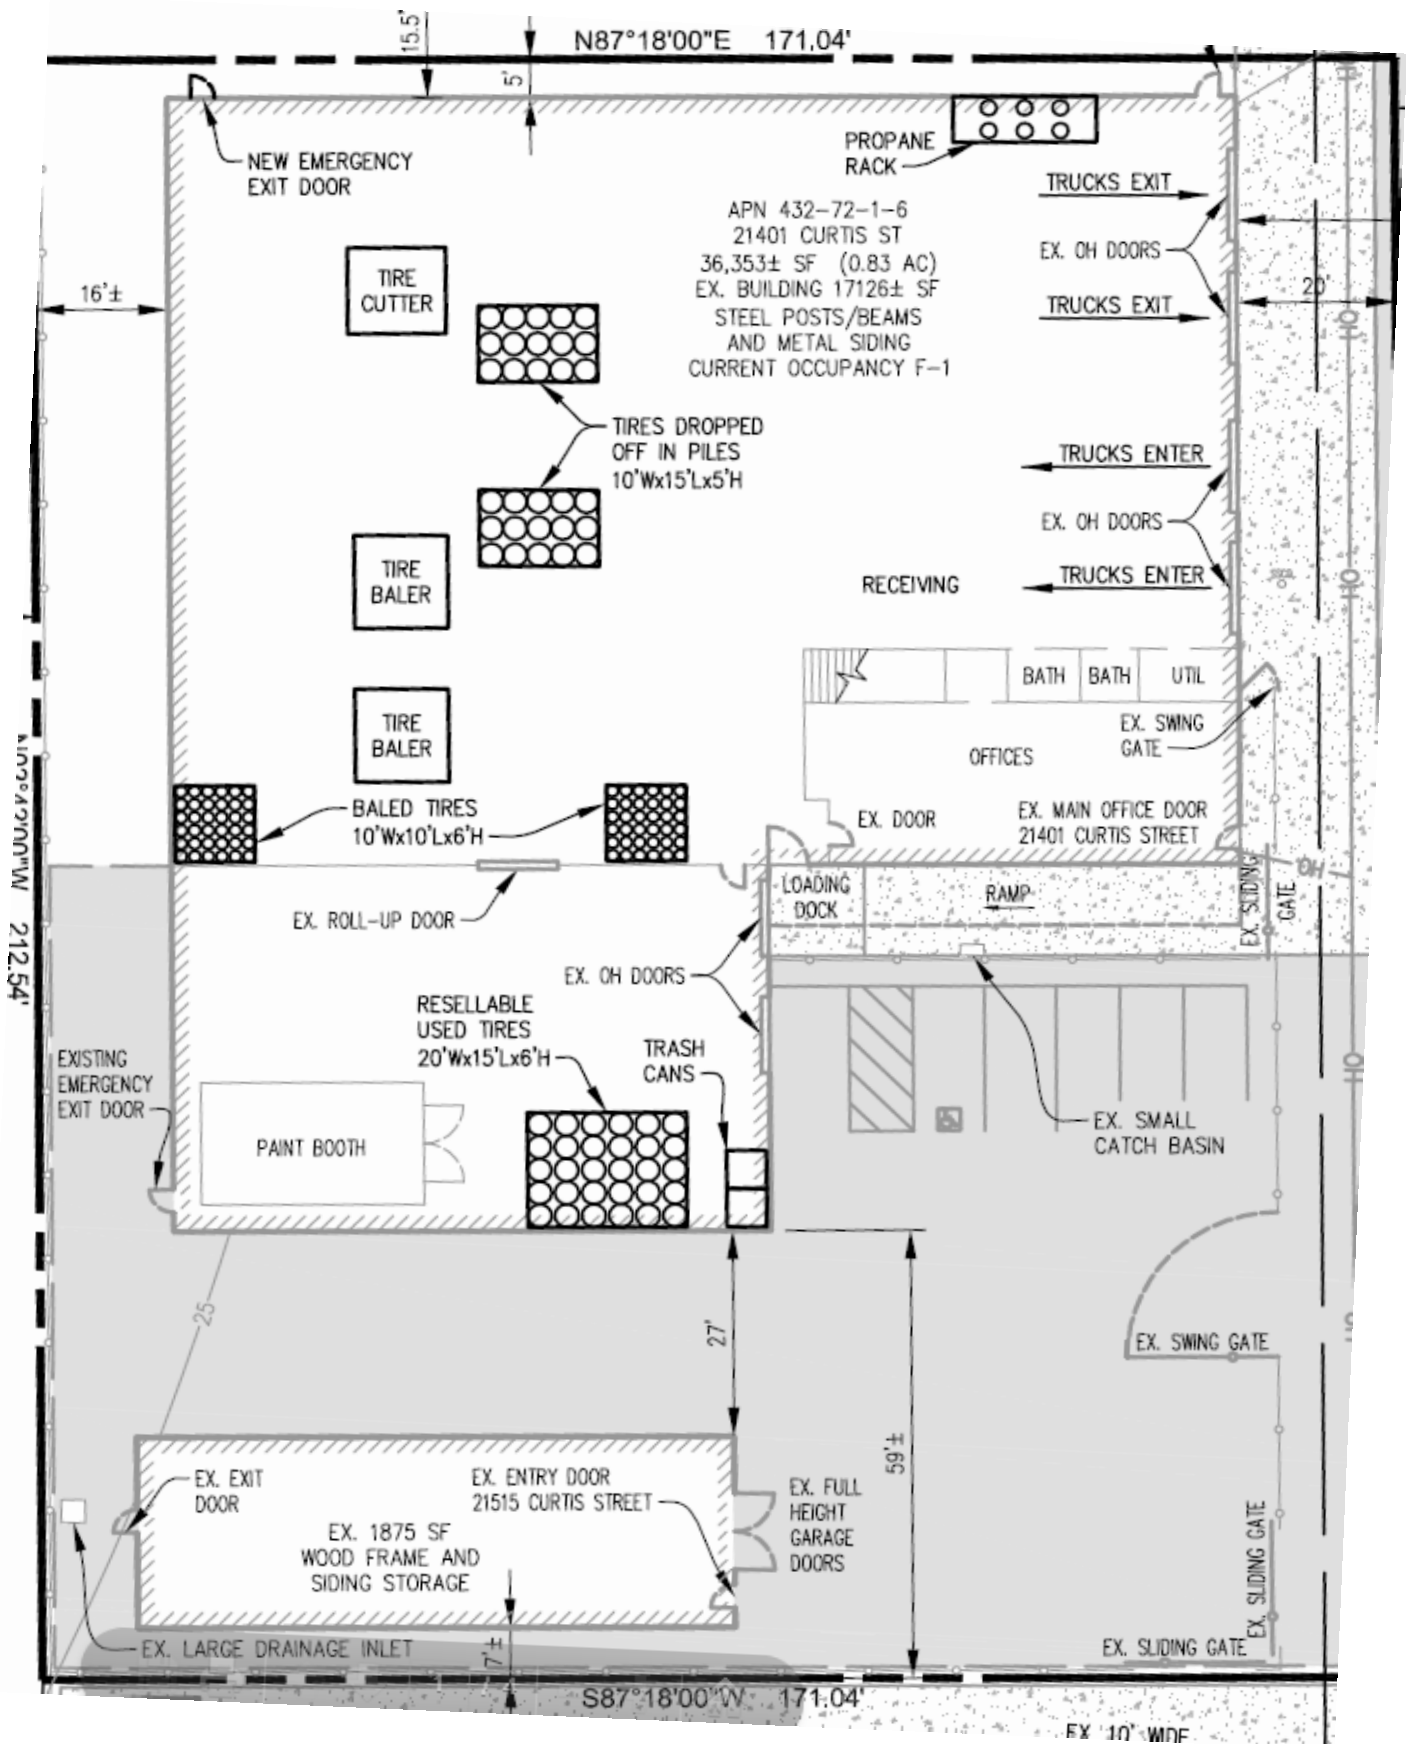 15.5'
N87°18'00"E 171.04'
5'
NEW EMERGENCY
EXIT DOOR
PROPANE
RACK
TRUCKS EXIT
APN 432-72-1-6
21401 CURTIS ST
36,353± SF (0.83 AC)
EX. BUILDING 17126± SF
STEEL POSTS/BEAMS
AND METAL SIDING
CURRENT OCCUPANCY F-1
EX. OH DOORS
TRUCKS EXIT
20'
OH
OH
TIRE
CUTTER
16'±
TIRES DROPPED
OFF IN PILES
10'Wx15'Lx5'H
TRUCKS ENTER
EX. OH DOORS
TRUCKS ENTER
RECEIVING
OH
TIRE
BALER
TIRE
BALER
BATH
BATH
UTIL
EX. SWING
GATE
OFFICES
EX. DOOR
EX. MAIN OFFICE DOOR
21401 CURTIS STREET
BALED TIRES
10'Wx10'Lx6'H
212.54'
LOADING
DOCK
RAMP
EX. SLIDING
GATE
OH
EX. ROLL-UP DOOR
EX. OH DOORS
RESELLABLE
USED TIRES
20'Wx15'Lx6'H
TRASH
CANS
EXISTING
EMERGENCY
EXIT DOOR
PAINT BOOTH
EX. SMALL
CATCH BASIN
OH
25
27'
59'±
EX. SWING GATE
EX. EXIT
DOOR
EX. ENTRY DOOR
21515 CURTIS STREET
EX. FULL
HEIGHT
GARAGE
DOORS
EX. 1875 SF
WOOD FRAME AND
SIDING STORAGE
EX. SLIDING GATE
EX. LARGE DRAINAGE INLET
7'±
EX. SLIDING GATE
S87°18'00"W 171.04'
EX 10' WIDE